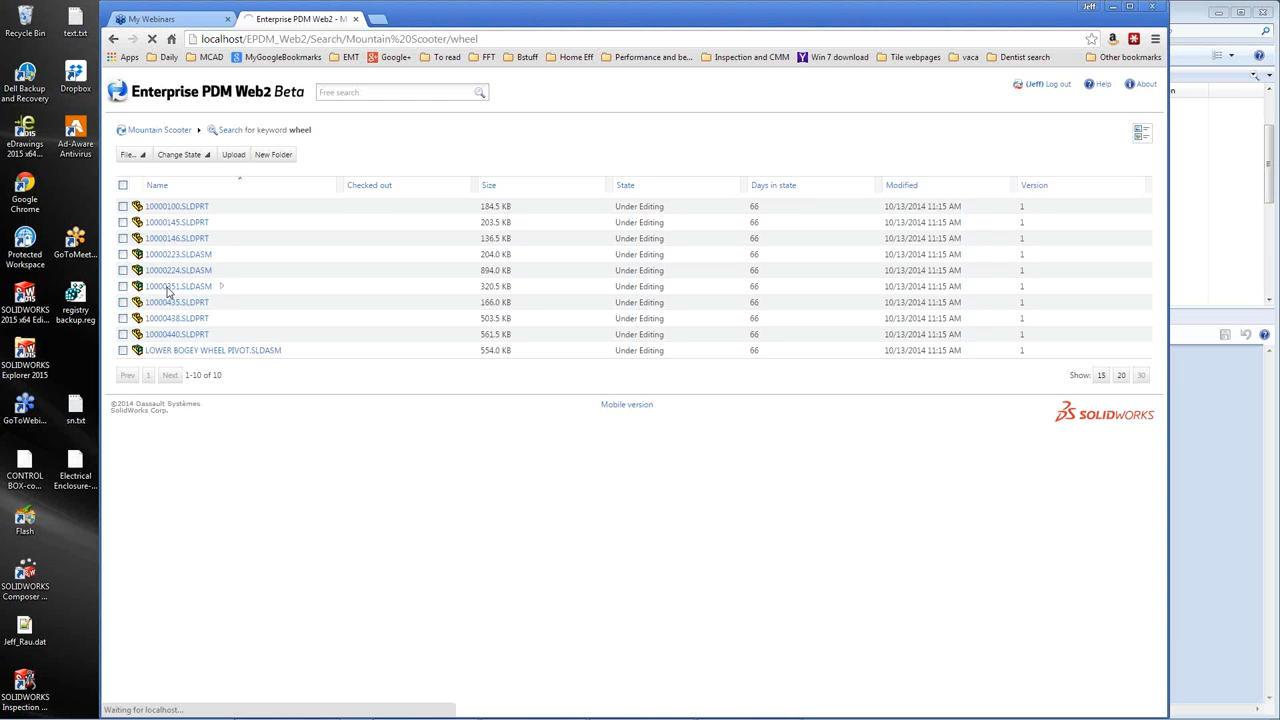 Jeff
My Webinars
Enterprise PDM Web2 - M
localhost/EPDM_Web2/Search/Mountain%20Scooter/wheel
Apps Daily MCAD MyGoogleBookmarks EMT Google+ To read FFT Bstuff Home Eff Performance and be... Inspection and CMM Win 7 download Tile webpages vaca Dentist search Other bookmarks
Enterprise PDM Web2 Beta
Free search
(Jeff) Log out Help About
Mountain Scooter Search for keyword wheel
File... Change State Upload New Folder
Name Checked out Size State Days in state Modified Version
10000100.SLDPRT 184.5 KB Under Editing 66 10/13/2014 11:15 AM 1
10000145.SLDPRT 203.5 KB Under Editing 66 10/13/2014 11:15 AM 1
10000146.SLDPRT 136.5 KB Under Editing 66 10/13/2014 11:15 AM 1
10000223.SLDASM 204.0 KB Under Editing 66 10/13/2014 11:15 AM 1
10000224.SLDASM 894.0 KB Under Editing 66 10/13/2014 11:15 AM 1
10000351.SLDASM 320.5 KB Under Editing 66 10/13/2014 11:15 AM 1
10000435.SLDPRT 166.0 KB Under Editing 66 10/13/2014 11:15 AM 1
10000438.SLDPRT 503.5 KB Under Editing 66 10/13/2014 11:15 AM 1
10000440.SLDPRT 561.5 KB Under Editing 66 10/13/2014 11:15 AM 1
LOWER BOGEY WHEEL PIVOT.SLDASM 554.0 KB Under Editing 66 10/13/2014 11:15 AM 1
Prev 1 Next 1-10 of 10 Show: 15 20 30
©2014 Dassault Systèmes
SolidWorks Corp.
Mobile version
SOLIDWORKS
Waiting for localhost...
Recycle Bin
text.txt
Dell Backup
and Recovery
Dropbox
eDrawings
2015 x64...
Ad-Aware
Antivirus
Google
Chrome
Protected
Workspace
GoToMeet...
SOLIDWORKS
2015 x64 Edi...
registry
backup.reg
SOLIDWORKS
Explorer 2015
GoToWebi...
sn.txt
CONTROL
BOX-co...
Electrical
Enclosure-...
Flash
SOLIDWORKS
Composer ...
Jeff_Rau.dat
SOLIDWORKS
Inspection ...